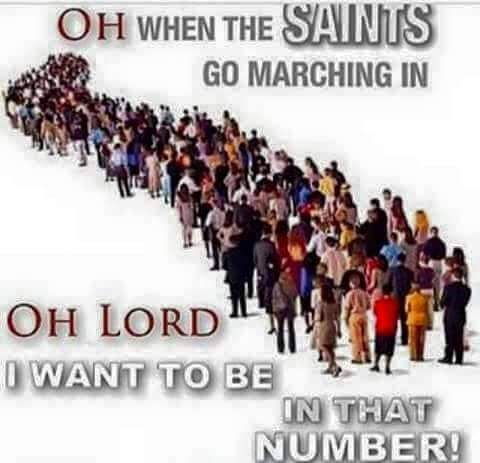 OH WHEN THE SAINTS
GO MARCHING IN
OH LORD
I WANT TO BE
IN THAT
NUMBER!